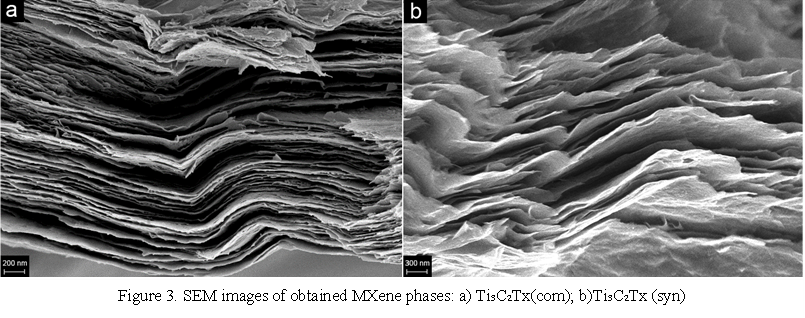 a
b
200 nm
300 nm
Figure 3. SEM images of obtained MXene phases: a) Ti₃C₂Tx(com); b)Ti₃C₂Tx (syn)